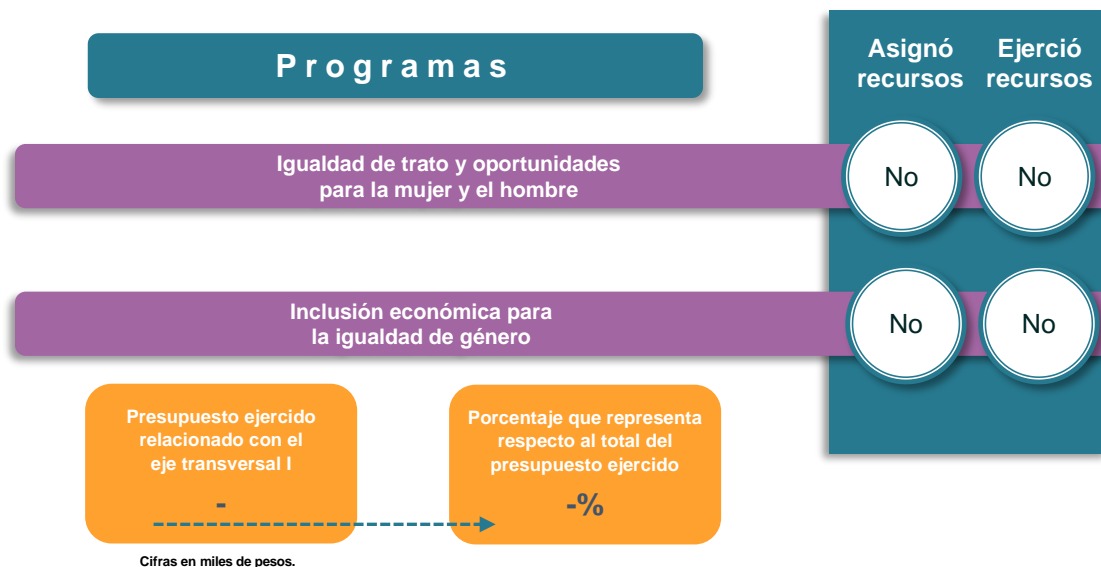 Programas
Asignó recursos
Ejerció recursos
Igualdad de trato y oportunidades
para la mujer y el hombre
No
No
Inclusión económica para
la igualdad de género
No
No
Presupuesto ejercido
relacionado con el
eje transversal I
-
Porcentaje que representa
respecto al total del
presupuesto ejercido
-%
Cifras en miles de pesos.